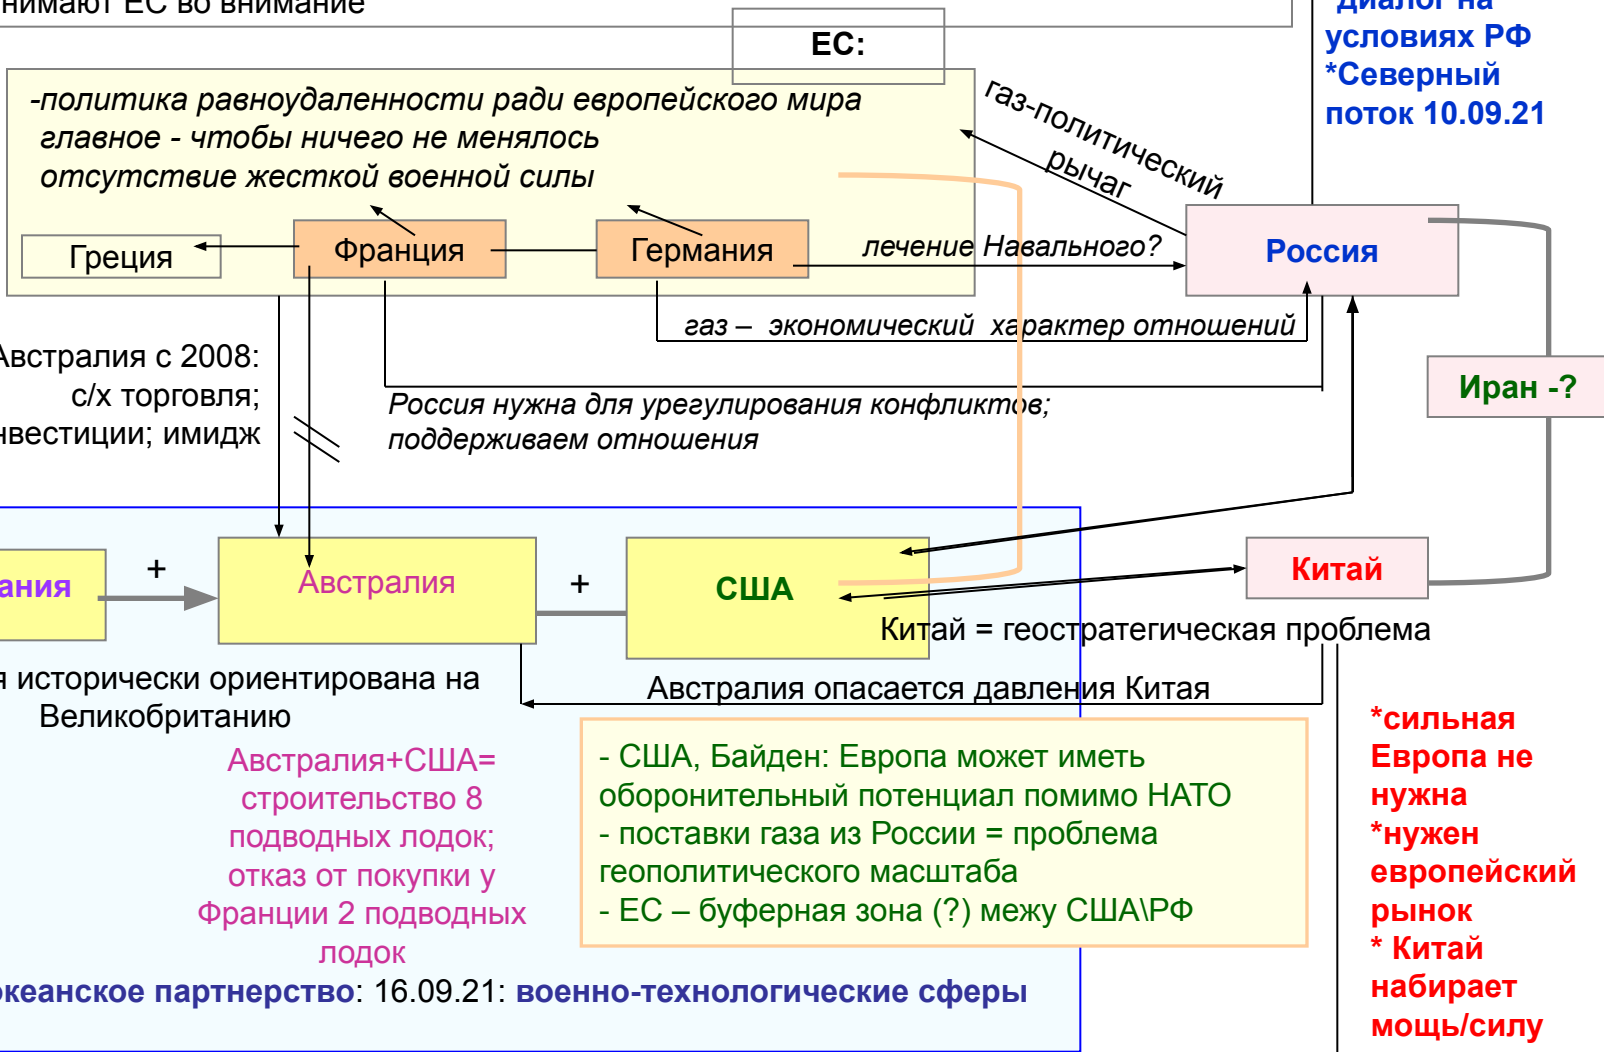 ЕС во внимание
ЕС:
диалог на
условиях РФ
*Северный
поток 10.09.21
-политика равноудаленности ради европейского мира
главное - чтобы ничего не менялось
отсутствие жесткой военной силы
газ-политический
рычаг
Греция
Франция
Германия
лечение Навального?
Россия
газ – экономический характер отношений
Австралия с 2008:
с/х торговля;
имидж
Россия нужна для урегулирования конфликтов;
поддерживаем отношения
Иран -?
+
Австралия
+
США
Китай
Китай = геостратегическая проблема
исторически ориентирована на
Великобританию
Австралия опасается давления Китая
Австралия+США=
строительство 8
подводных лодок;
отказ от покупки у
Франции 2 подводных
лодок
- США, Байден: Европа может иметь
оборонительный потенциал помимо НАТО
- поставки газа из России = проблема
геополитического масштаба
- ЕС – буферная зона (?) межу США\РФ
*сильная
Европа не
нужна
*нужен
европейский
рынок
* Китай
набирает
мощь/силу
партнерство: 16.09.21: военно-технологические сферы